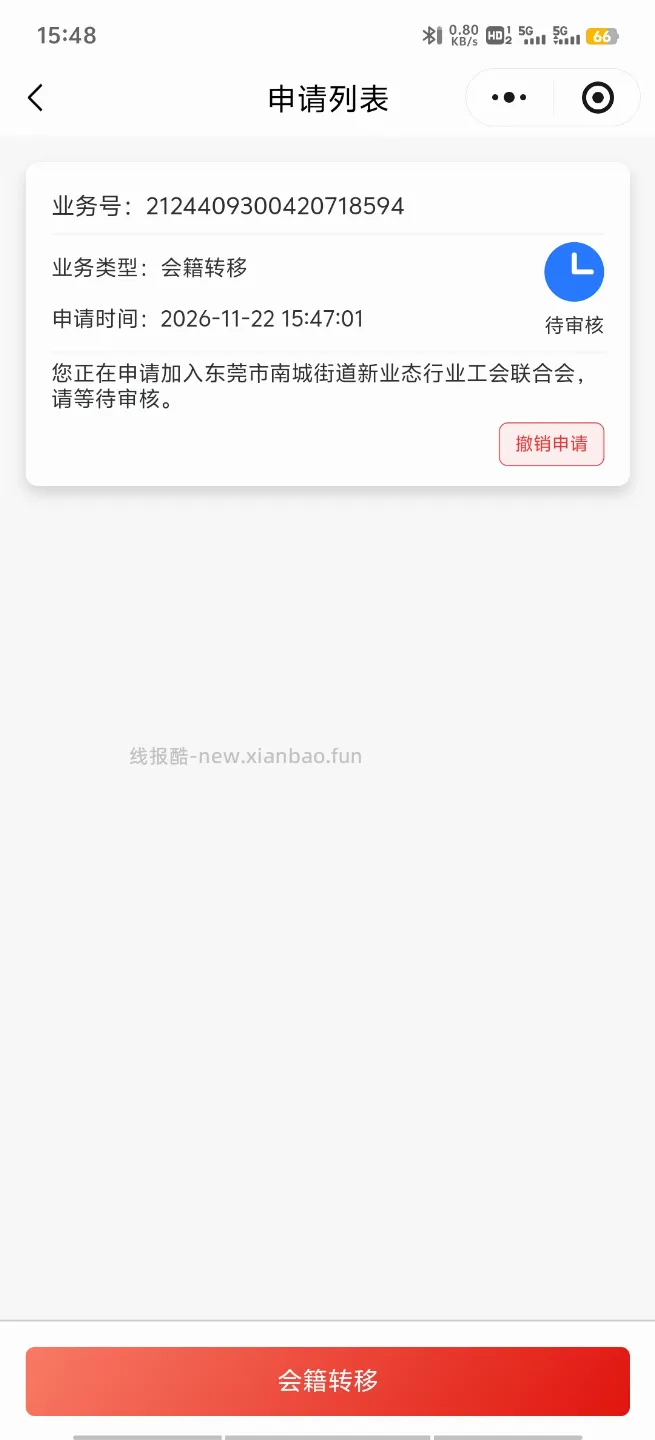 15:48
0.80 KB/s HD 1 2 5G 5G 66
申请列表
业务号：2124409300420718594
业务类型：会籍转移
申请时间：2026-11-22 15:47:01
待审核
您正在申请加入东莞市南城街道新业态行业工会联合会，
请等待审核。
撤销申请
线报酷-new.xianbao.fun
会籍转移